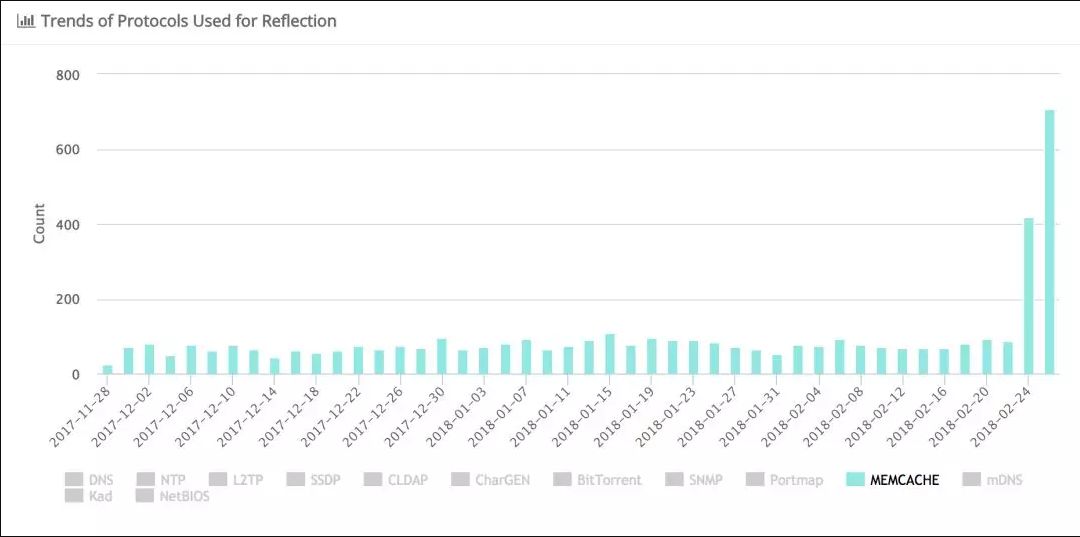 Trends of Protocols Used for Reflection
800
600
400
200
0
Count
2017-11-28 2017-12-02 2017-12-06 2017-12-10 2017-12-14 2017-12-18 2017-12-22 2017-12-26 2017-12-30 2018-01-03 2018-01-07 2018-01-11 2018-01-15 2018-01-19 2018-01-23 2018-01-27 2018-01-31 2018-02-04 2018-02-08 2018-02-12 2018-02-16 2018-02-20 2018-02-24
DNS NTP L2TP SSDP CLDAP CharGEN BitTorrent SNMP Portmap MEMCACHE mDNS
Kad NetBIOS